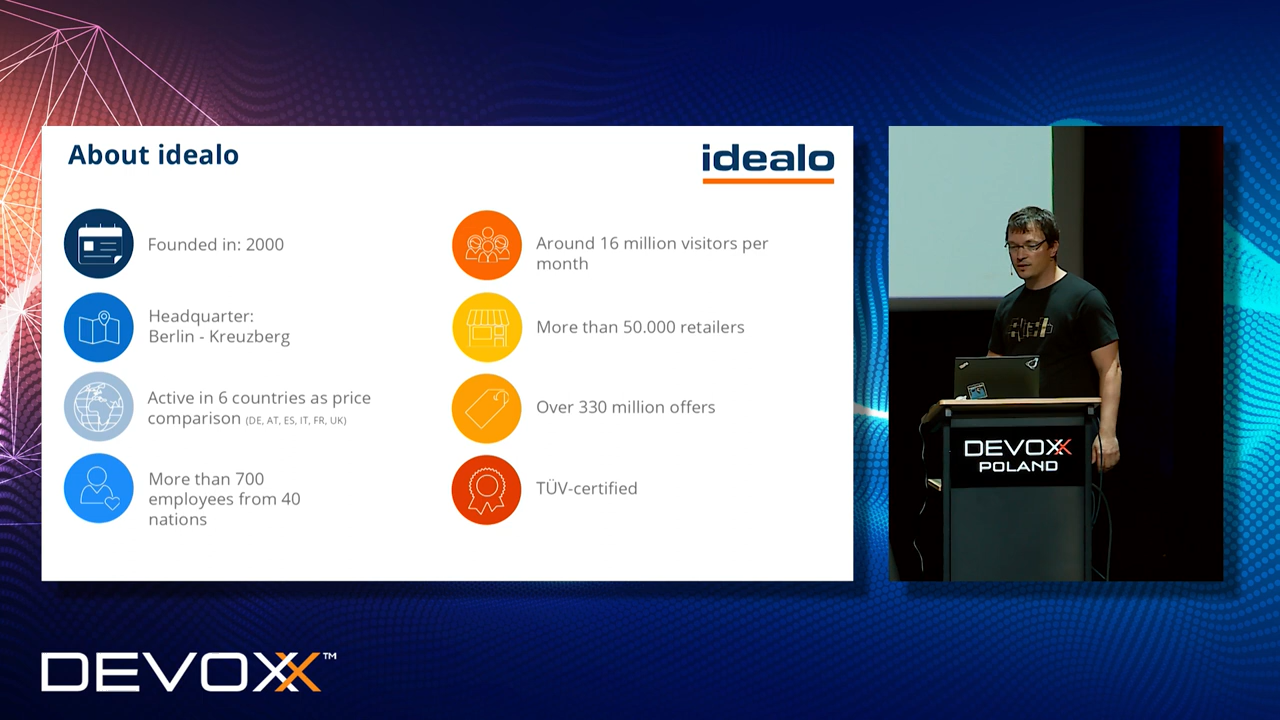 About idealo
idealo
Founded in: 2000
Headquarter:
Berlin - Kreuzberg
Active in 6 countries as price
comparison (DE, AT, ES, IT, FR, UK)
More than 700
employees from 40
nations
Around 16 million visitors per
month
More than 50.000 retailers
Over 330 million offers
TÜV-certified
DEVOXX
POLAND
DEVOXX™